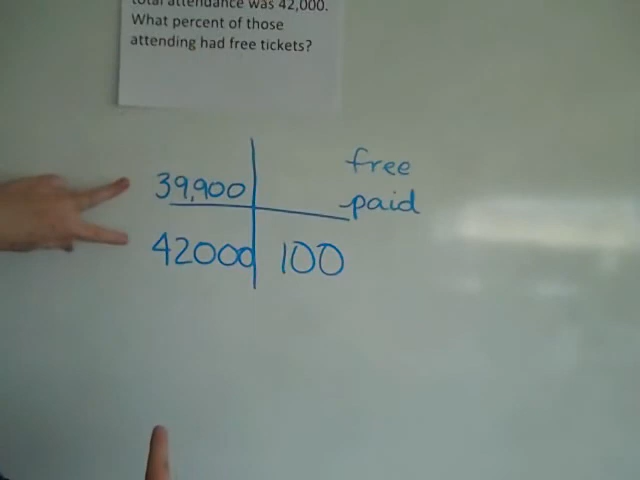 total attendance was 42,000.
What percent of those
attending had free tickets?
free
39,900
paid
42000 100